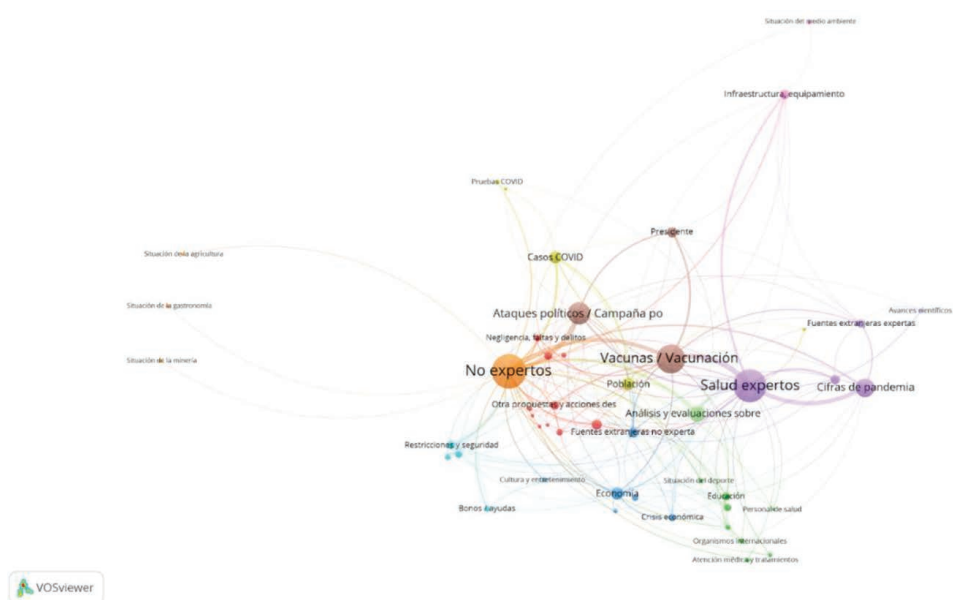 Situación del medio ambiente
Infraestructura, equipamiento
Pruebas COVID
Presidente
Situación de la agricultura
Casos COVID
Situación de la gastronomía
Ataques políticos / Campaña po
Avances científicos
Fuentes extranjeras expertas
Negligencia, faltas y delitos
Situación de la minería
Vacunas / Vacunación
No expertos
Población
Salud expertos
Cifras de pandemia
Otra propuestas y acciones des
Análisis y evaluaciones sobre
Fuentes extranjeras no experta
Restricciones y seguridad
Cultura y entretenimiento
Situación del deporte
Economía
Educación
Bonos / ayudas
Personal de salud
Crisis económica
Organismos internacionales
Atención médica y tratamientos
VOSviewer